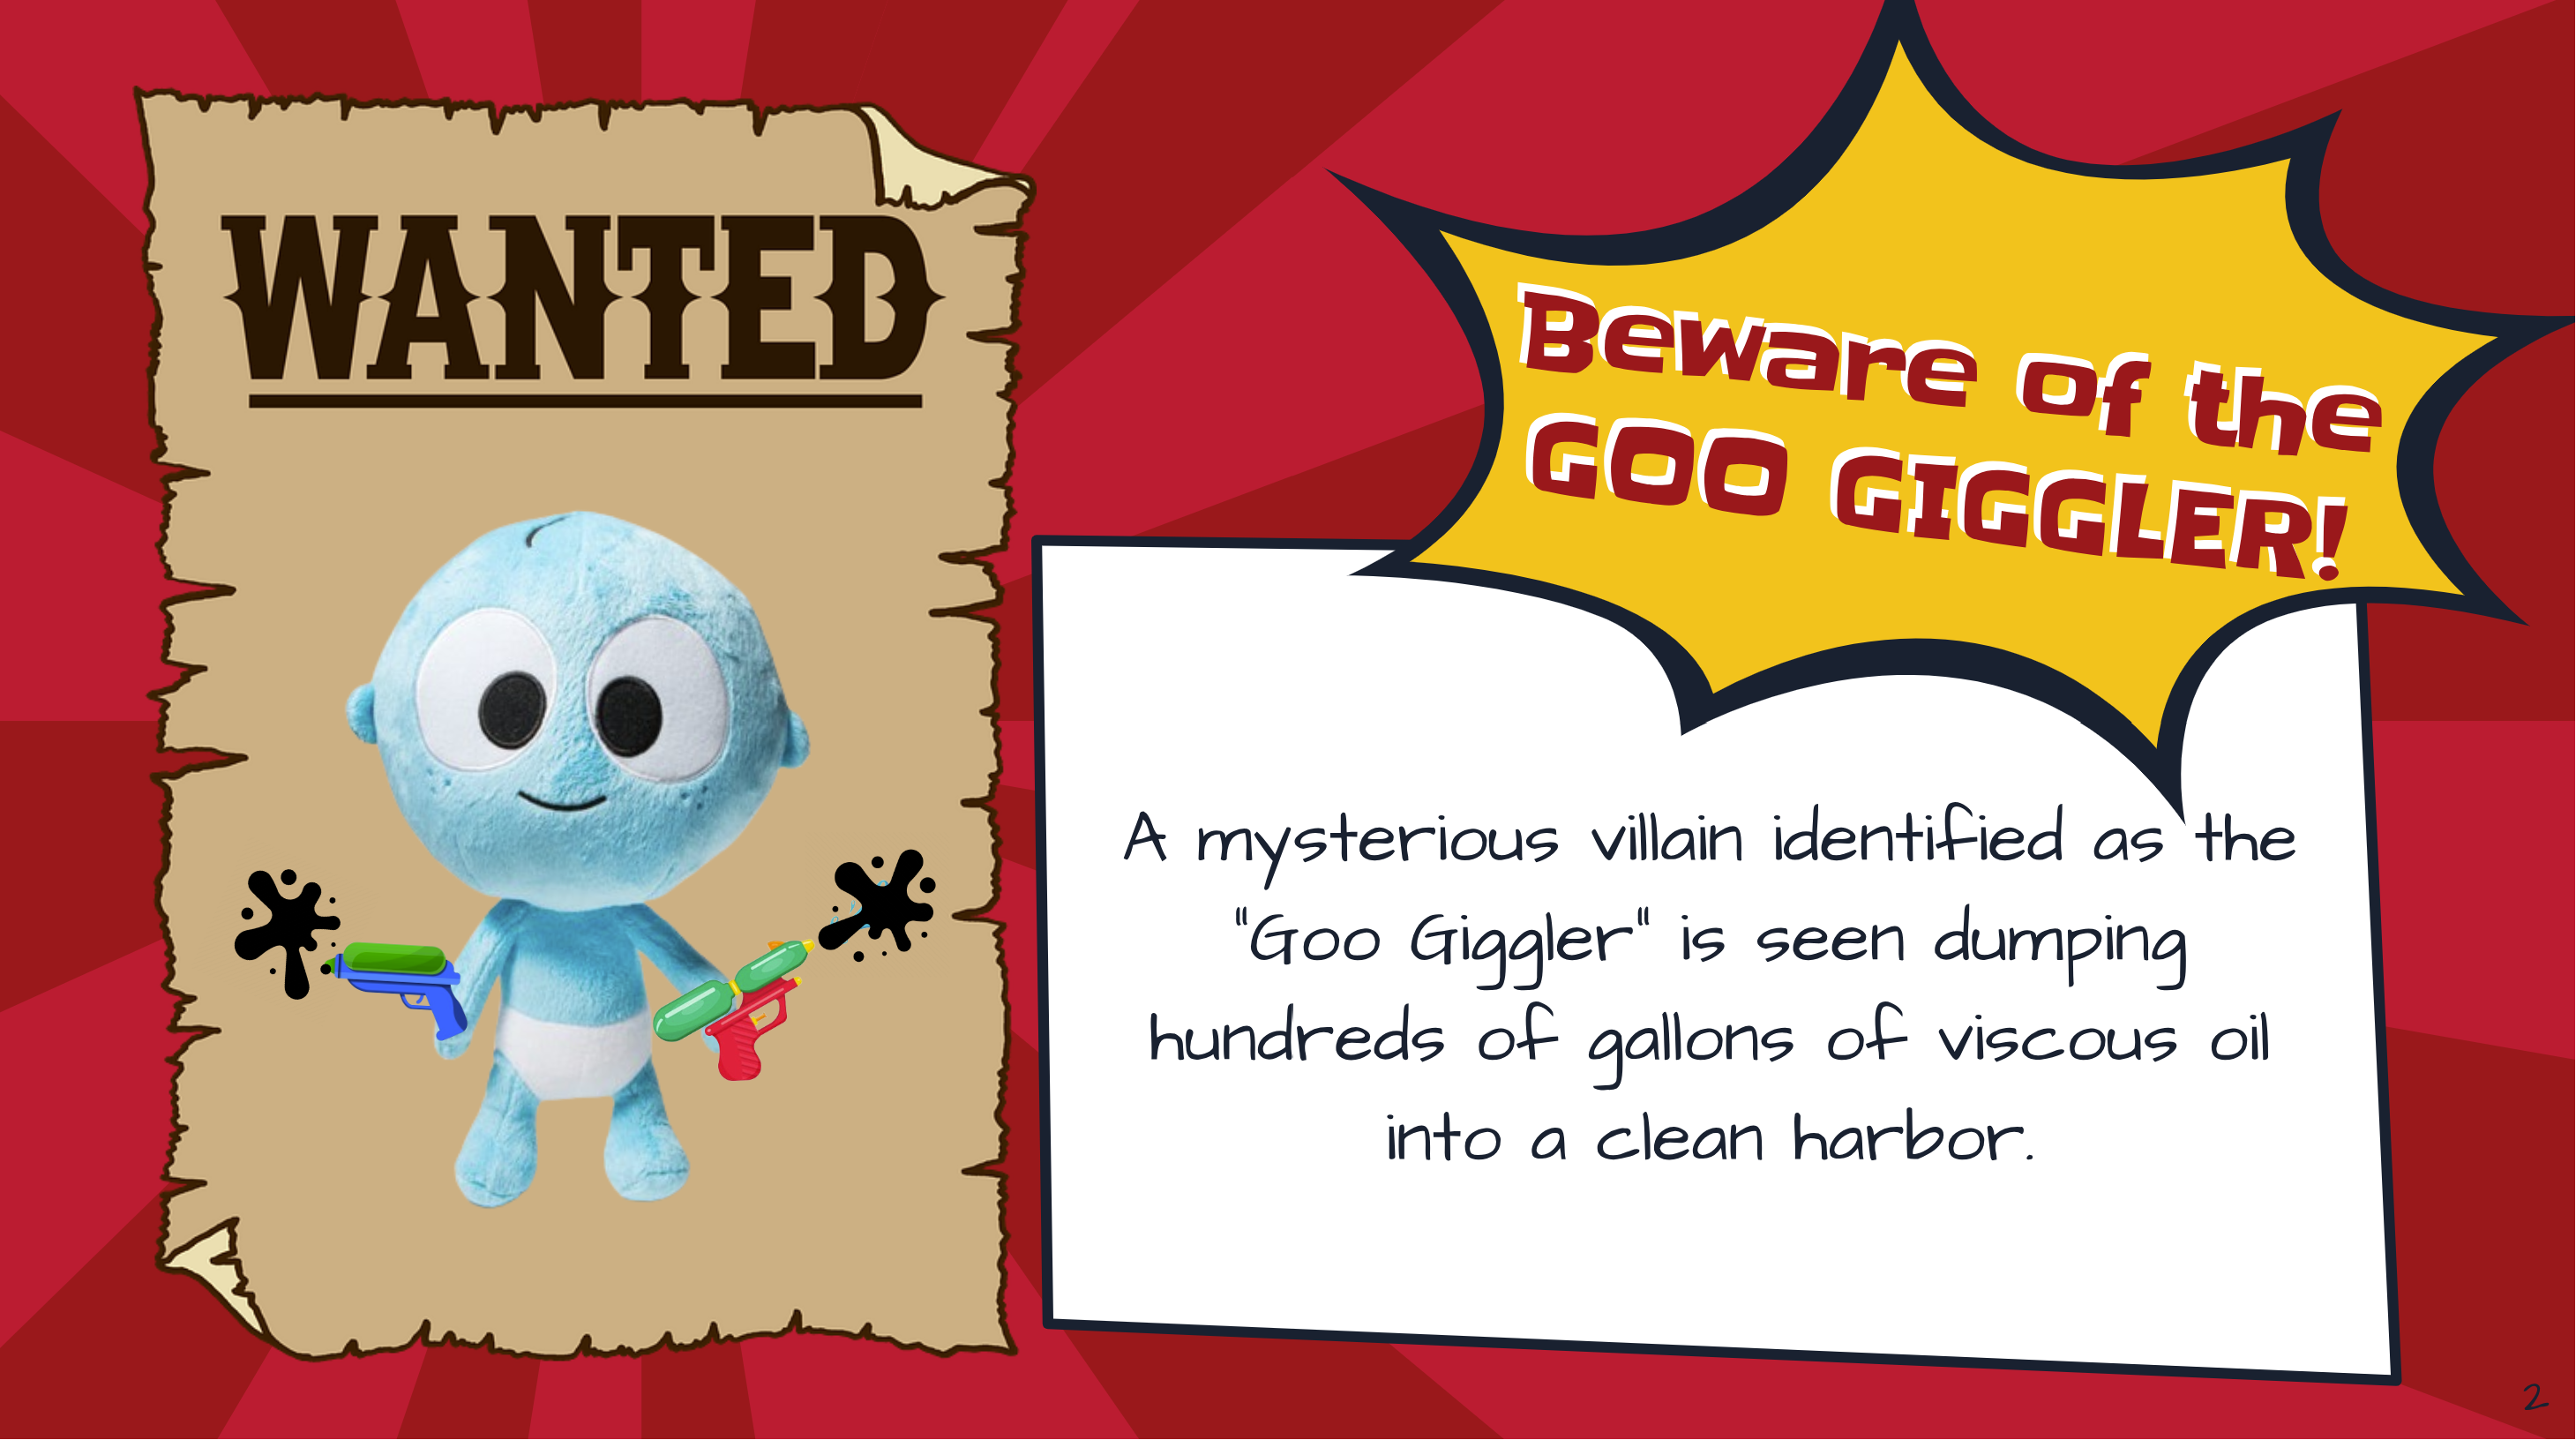 WANTED
Beware of the
GOO GIGGLER!
A mysterious villain identified as the
"Goo Giggler" is seen dumping
hundreds of gallons of viscous oil
into a clean harbor.
2